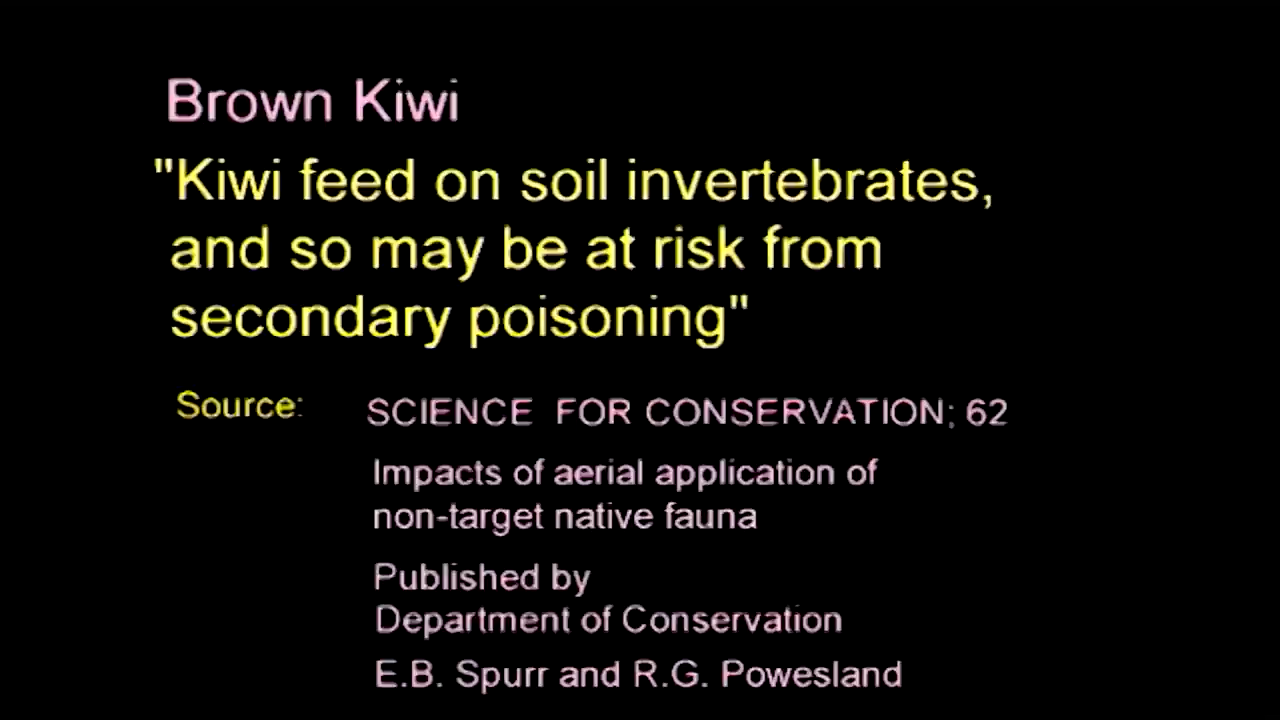 Brown Kiwi
"Kiwi feed on soil invertebrates,
and so may be at risk from
secondary poisoning"
Source: SCIENCE FOR CONSERVATION; 62
Impacts of aerial application of
non-target native fauna
Published by
Department of Conservation
E.B. Spurr and R.G. Powesland